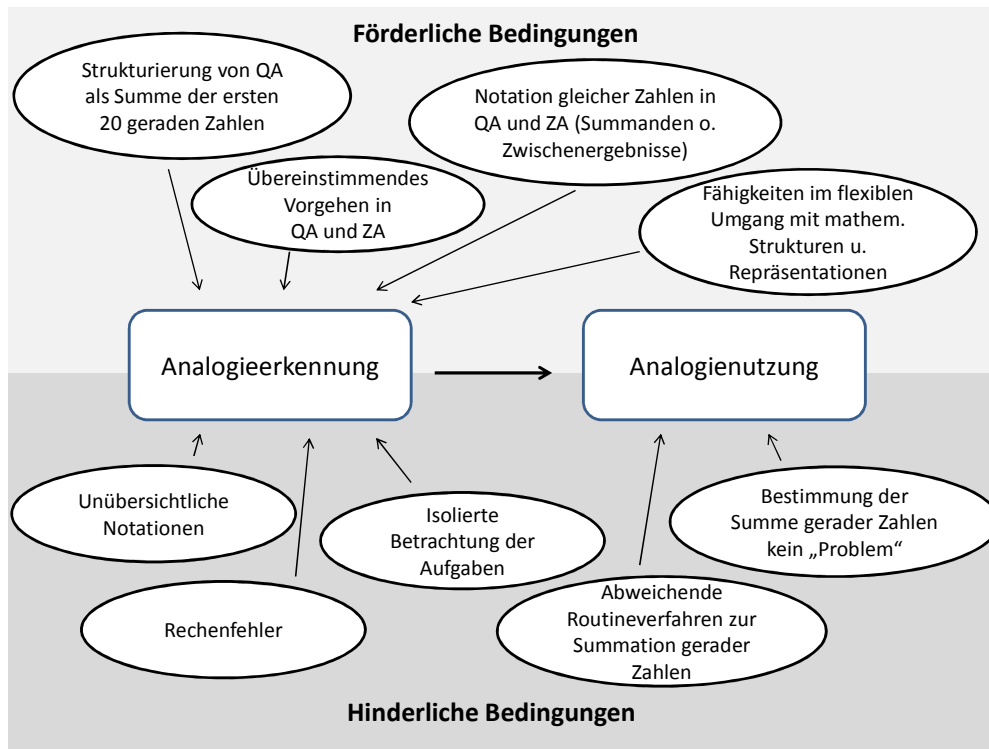 Förderliche Bedingungen
Strukturierung von QA
als Summe der ersten
20 geraden Zahlen
Notation gleicher Zahlen in
QA und ZA (Summanden o.
Zwischenergebnisse)
Übereinstimmendes
Vorgehen in
QA und ZA
Fähigkeiten im flexiblen
Umgang mit mathem.
Strukturen u.
Repräsentationen
Analogieerkennung
Analogienutzung
Unübersichtliche
Notationen
Isolierte
Betrachtung der
Aufgaben
Bestimmung der
Summe gerader Zahlen
kein „Problem“
Rechenfehler
Abweichende
Routineverfahren zur
Summation gerader
Zahlen
Hinderliche Bedingungen